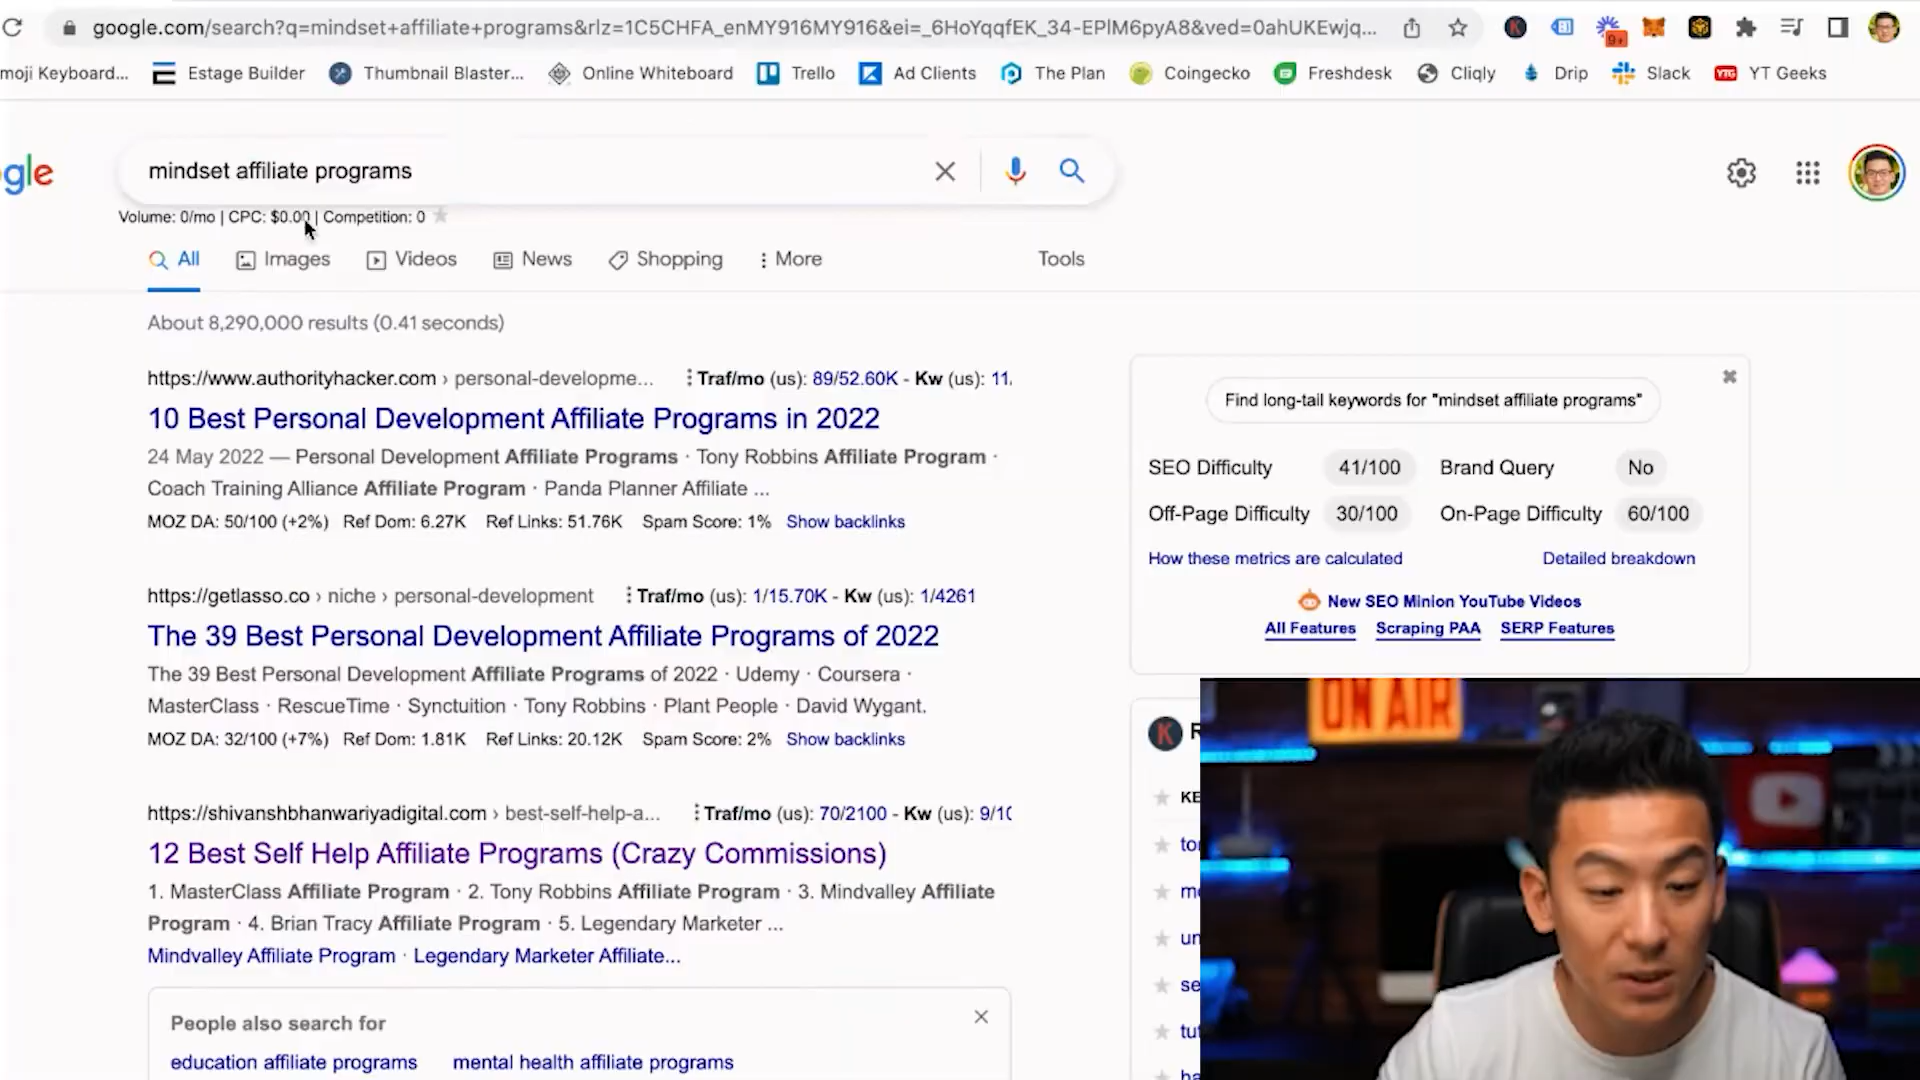 google.com/search?q=mindset+affiliate+programs&rlz=1C5CHFA_enMY916MY916&ei=_6HoYqqfEK_34-EPlM6pyA8&ved=0ahUKEwjq...
9+
moji Keyboard...
Estage Builder
Thumbnail Blaster...
Online Whiteboard
Trello
Ad Clients
The Plan
Coingecko
Freshdesk
Cliqly
Drip
Slack
YTG
YT Geeks
gle
mindset affiliate programs
Volume: 0/mo | CPC: $0.00 | Competition: 0
All
Images
Videos
News
Shopping
More
Tools
About 8,290,000 results (0.41 seconds)
https://www.authorityhacker.com › personal-developme...
Traf/mo (us): 89/52.60K - Kw (us): 11
10 Best Personal Development Affiliate Programs in 2022
24 May 2022 — Personal Development Affiliate Programs · Tony Robbins Affiliate Program ·
Coach Training Alliance Affiliate Program · Panda Planner Affiliate ...
MOZ DA: 50/100 (+2%) Ref Dom: 6.27K Ref Links: 51.76K Spam Score: 1% Show backlinks
https://getlasso.co › niche › personal-development
Traf/mo (us): 1/15.70K - Kw (us): 1/4261
The 39 Best Personal Development Affiliate Programs of 2022
The 39 Best Personal Development Affiliate Programs of 2022 · Udemy · Coursera ·
MasterClass · RescueTime · Synctuition · Tony Robbins · Plant People · David Wygant.
MOZ DA: 32/100 (+7%) Ref Dom: 1.81K Ref Links: 20.12K Spam Score: 2% Show backlinks
https://shivanshbhanwariyadigital.com › best-self-help-a...
Traf/mo (us): 70/2100 - Kw (us): 9/10
12 Best Self Help Affiliate Programs (Crazy Commissions)
1. MasterClass Affiliate Program · 2. Tony Robbins Affiliate Program · 3. Mindvalley Affiliate
Program · 4. Brian Tracy Affiliate Program · 5. Legendary Marketer ...
Mindvalley Affiliate Program · Legendary Marketer Affiliate...
People also search for
education affiliate programs
mental health affiliate programs
Find long-tail keywords for "mindset affiliate programs"
SEO Difficulty 41/100 Brand Query No
Off-Page Difficulty 30/100 On-Page Difficulty 60/100
How these metrics are calculated
Detailed breakdown
New SEO Minion YouTube Videos
All Features Scraping PAA SERP Features
K R
KE
to
m
un
se
tu
ha
ON AIR